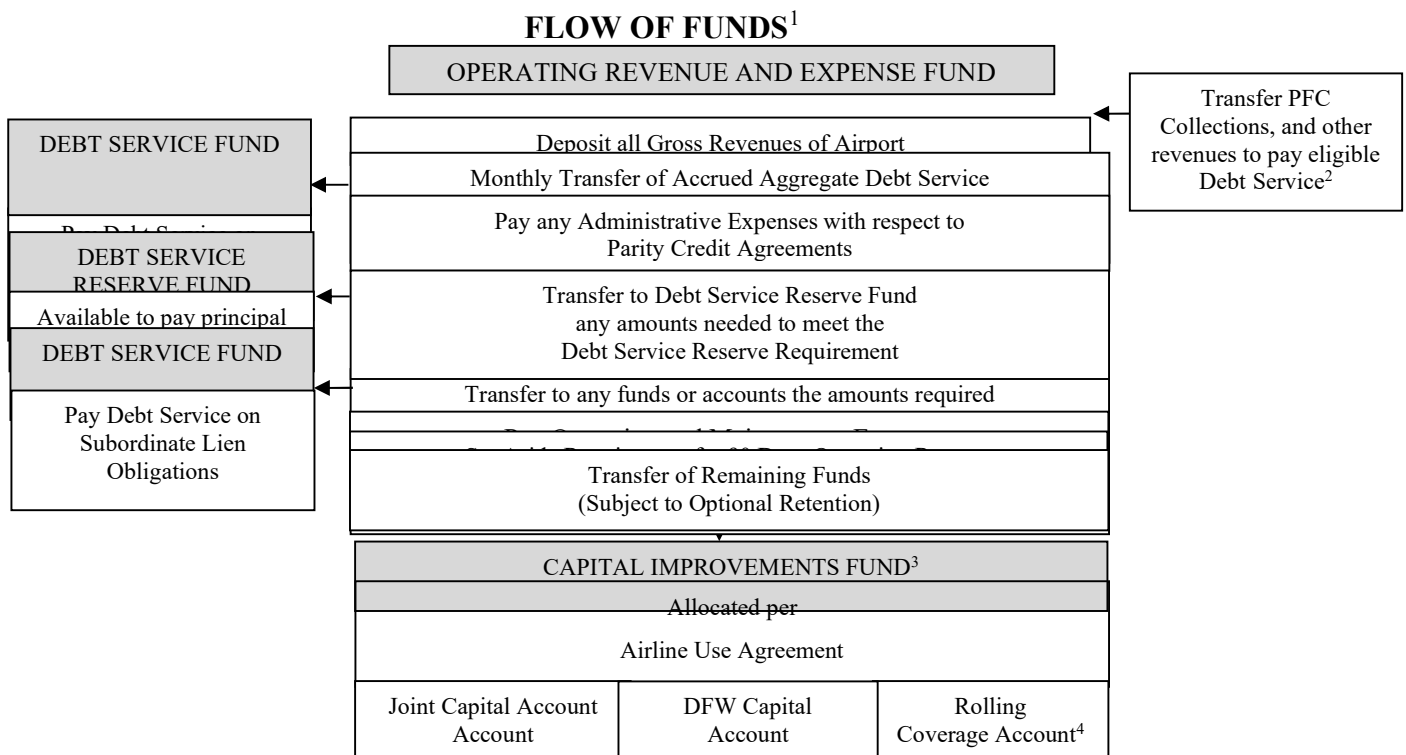 FLOW OF FUNDS¹
OPERATING REVENUE AND EXPENSE FUND
Transfer PFC
Collections, and other
revenues to pay eligible
Debt Service²
DEBT SERVICE FUND
Deposit all Gross Revenues of Airport
Monthly Transfer of Accrued Aggregate Debt Service
Pay any Administrative Expenses with respect to
Parity Credit Agreements
DEBT SERVICE
RESERVE FUND
Available to pay principal
Transfer to Debt Service Reserve Fund
any amounts needed to meet the
Debt Service Reserve Requirement
DEBT SERVICE FUND
Pay Debt Service on
Subordinate Lien
Obligations
Transfer to any funds or accounts the amounts required
Transfer of Remaining Funds
(Subject to Optional Retention)
CAPITAL IMPROVEMENTS FUND³
Allocated per
Airline Use Agreement
Joint Capital Account
Account
DFW Capital
Account
Rolling
Coverage Account⁴